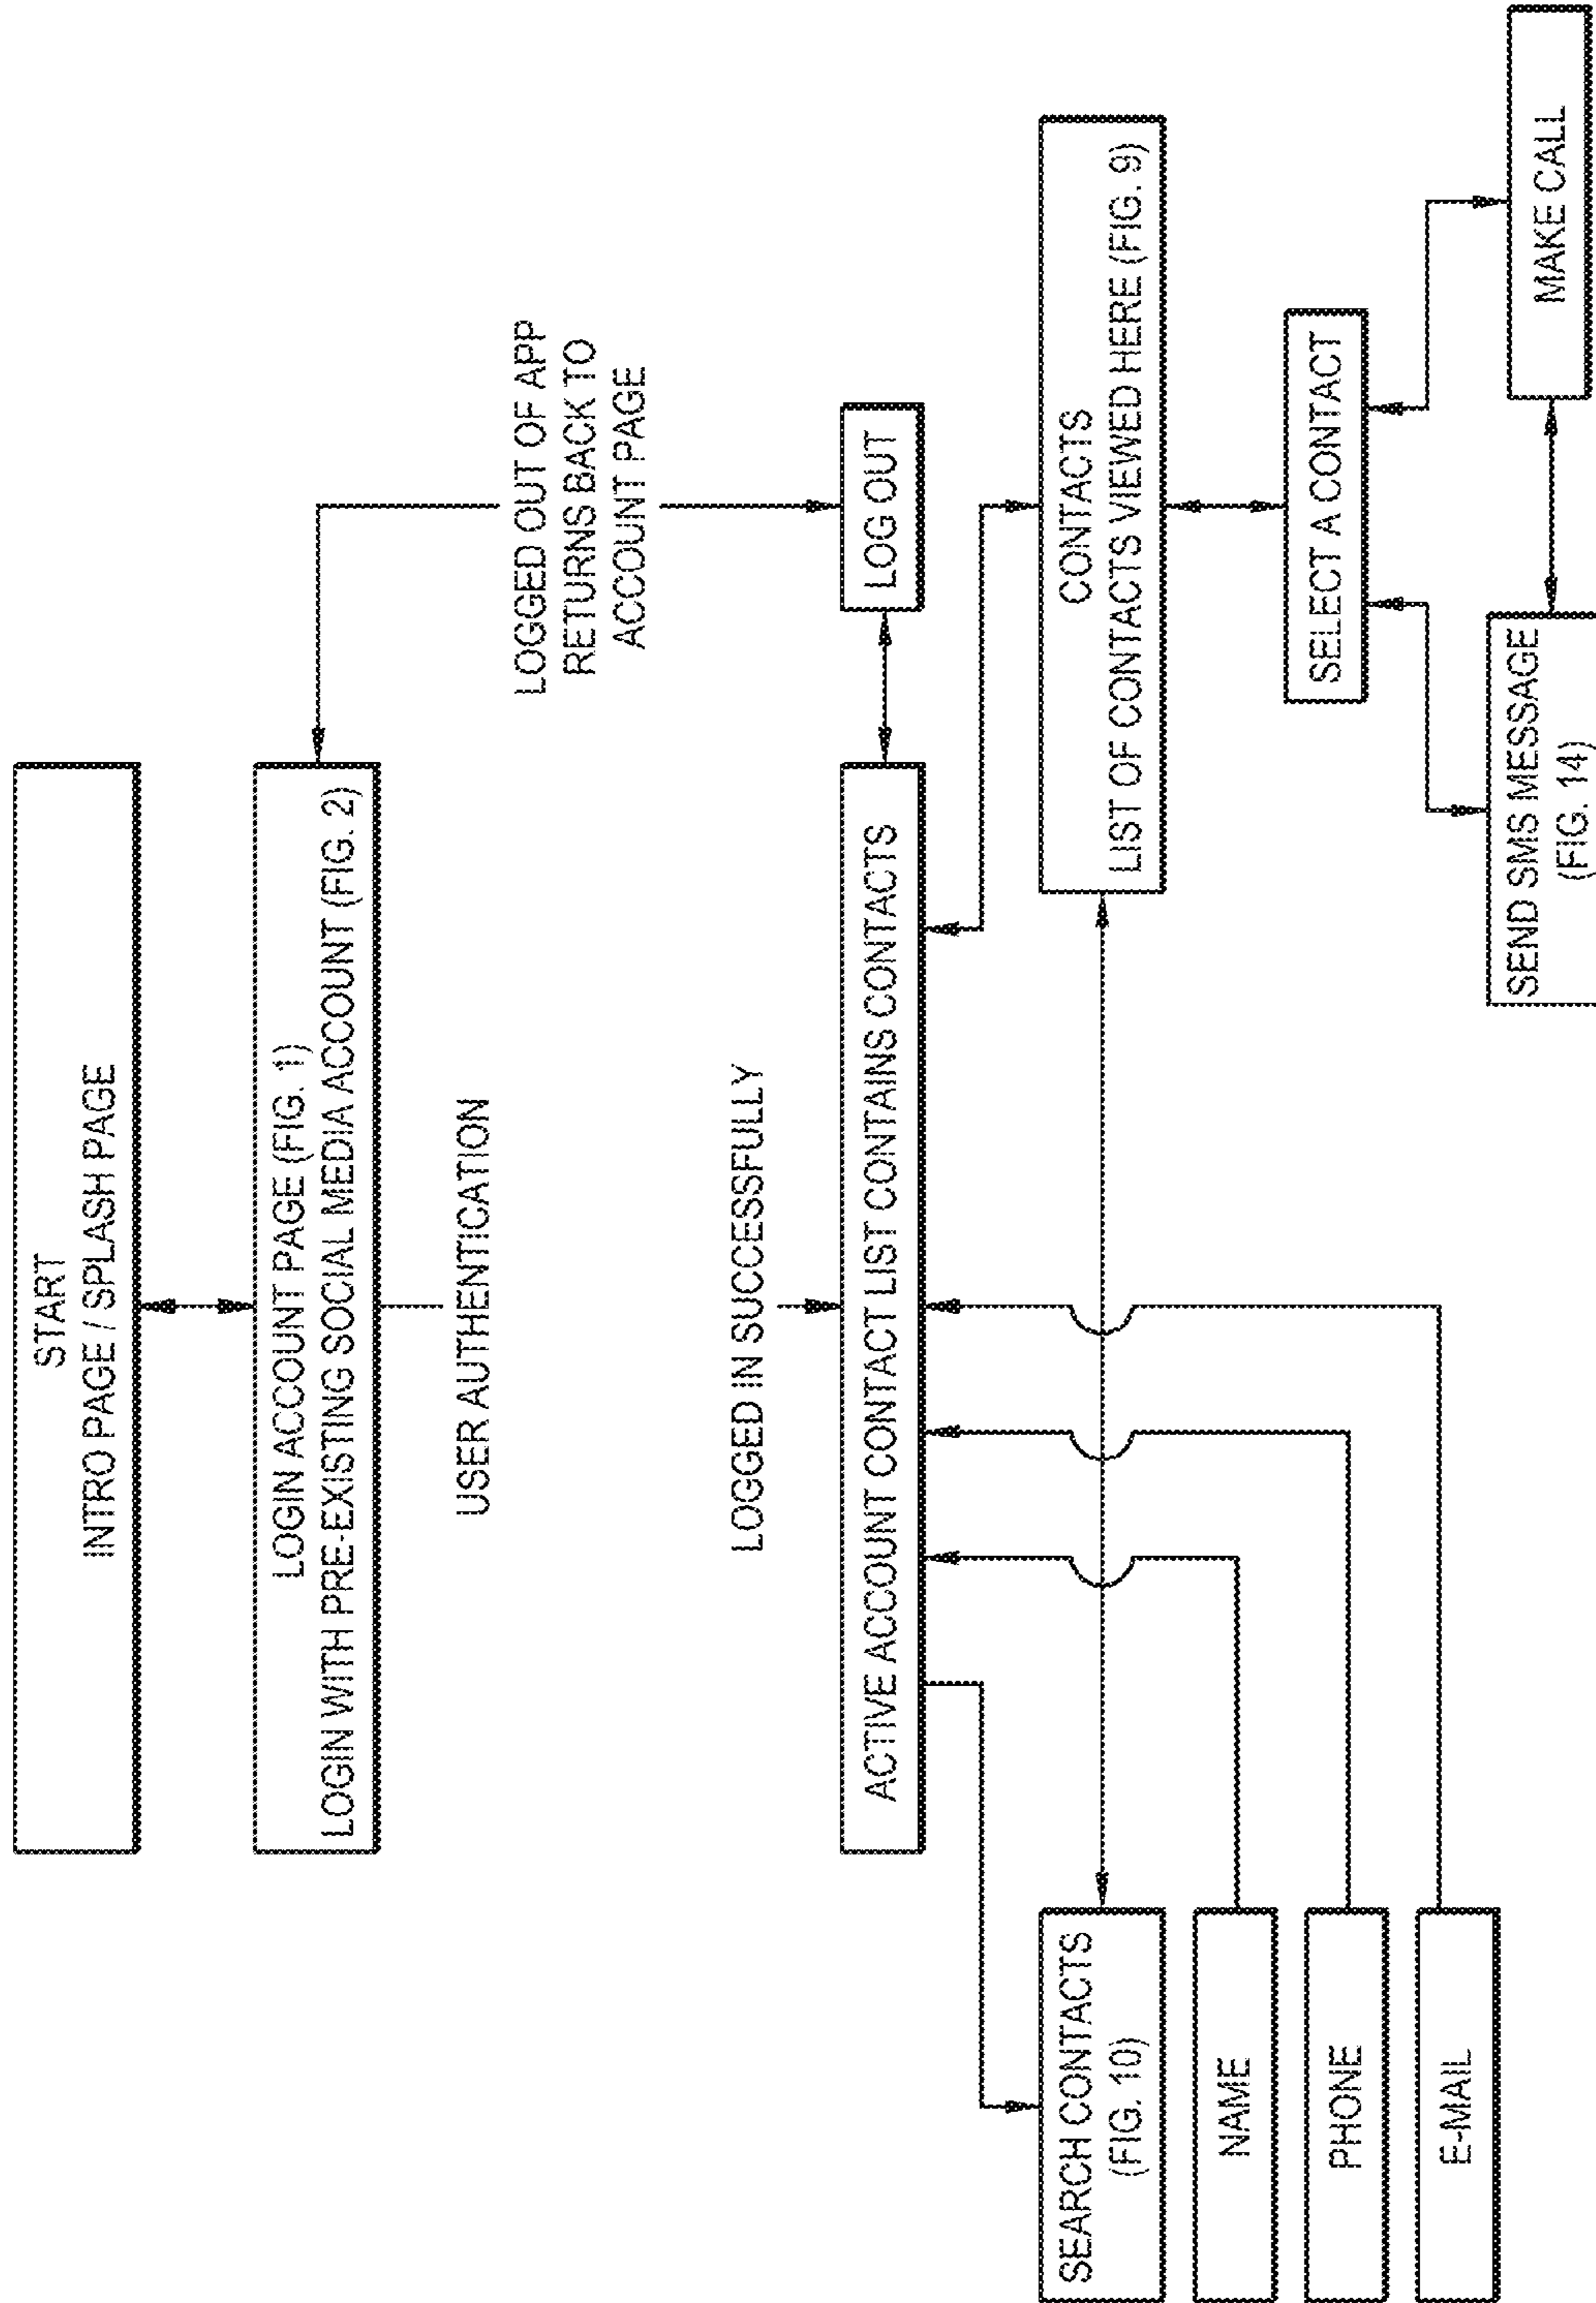 START
INTRO PAGE / SPLASH PAGE
LOGIN ACCOUNT PAGE (FIG. 1)
LOGIN WITH PRE-EXISTING SOCIAL MEDIA ACCOUNT (FIG. 2)
USER AUTHENTICATION
LOGGED OUT OF APP
RETURNS BACK TO
ACCOUNT PAGE
LOGGED IN SUCCESSFULLY
ACTIVE ACCOUNT CONTACT LIST CONTAINS CONTACTS
LOG OUT
SEARCH CONTACTS
(FIG. 10)
CONTACTS
LIST OF CONTACTS VIEWED HERE (FIG. 9)
NAME
PHONE
E-MAIL
SELECT A CONTACT
SEND SMS MESSAGE
(FIG. 14)
MAKE CALL